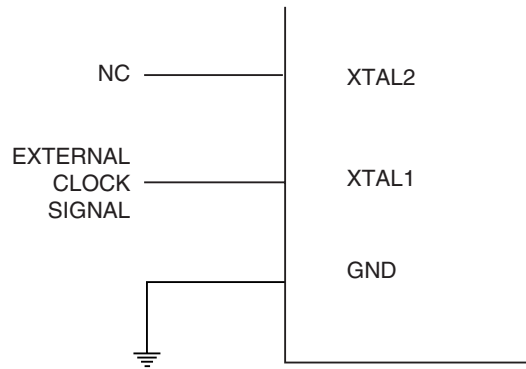 NC
XTAL2
EXTERNAL
CLOCK
SIGNAL
XTAL1
GND